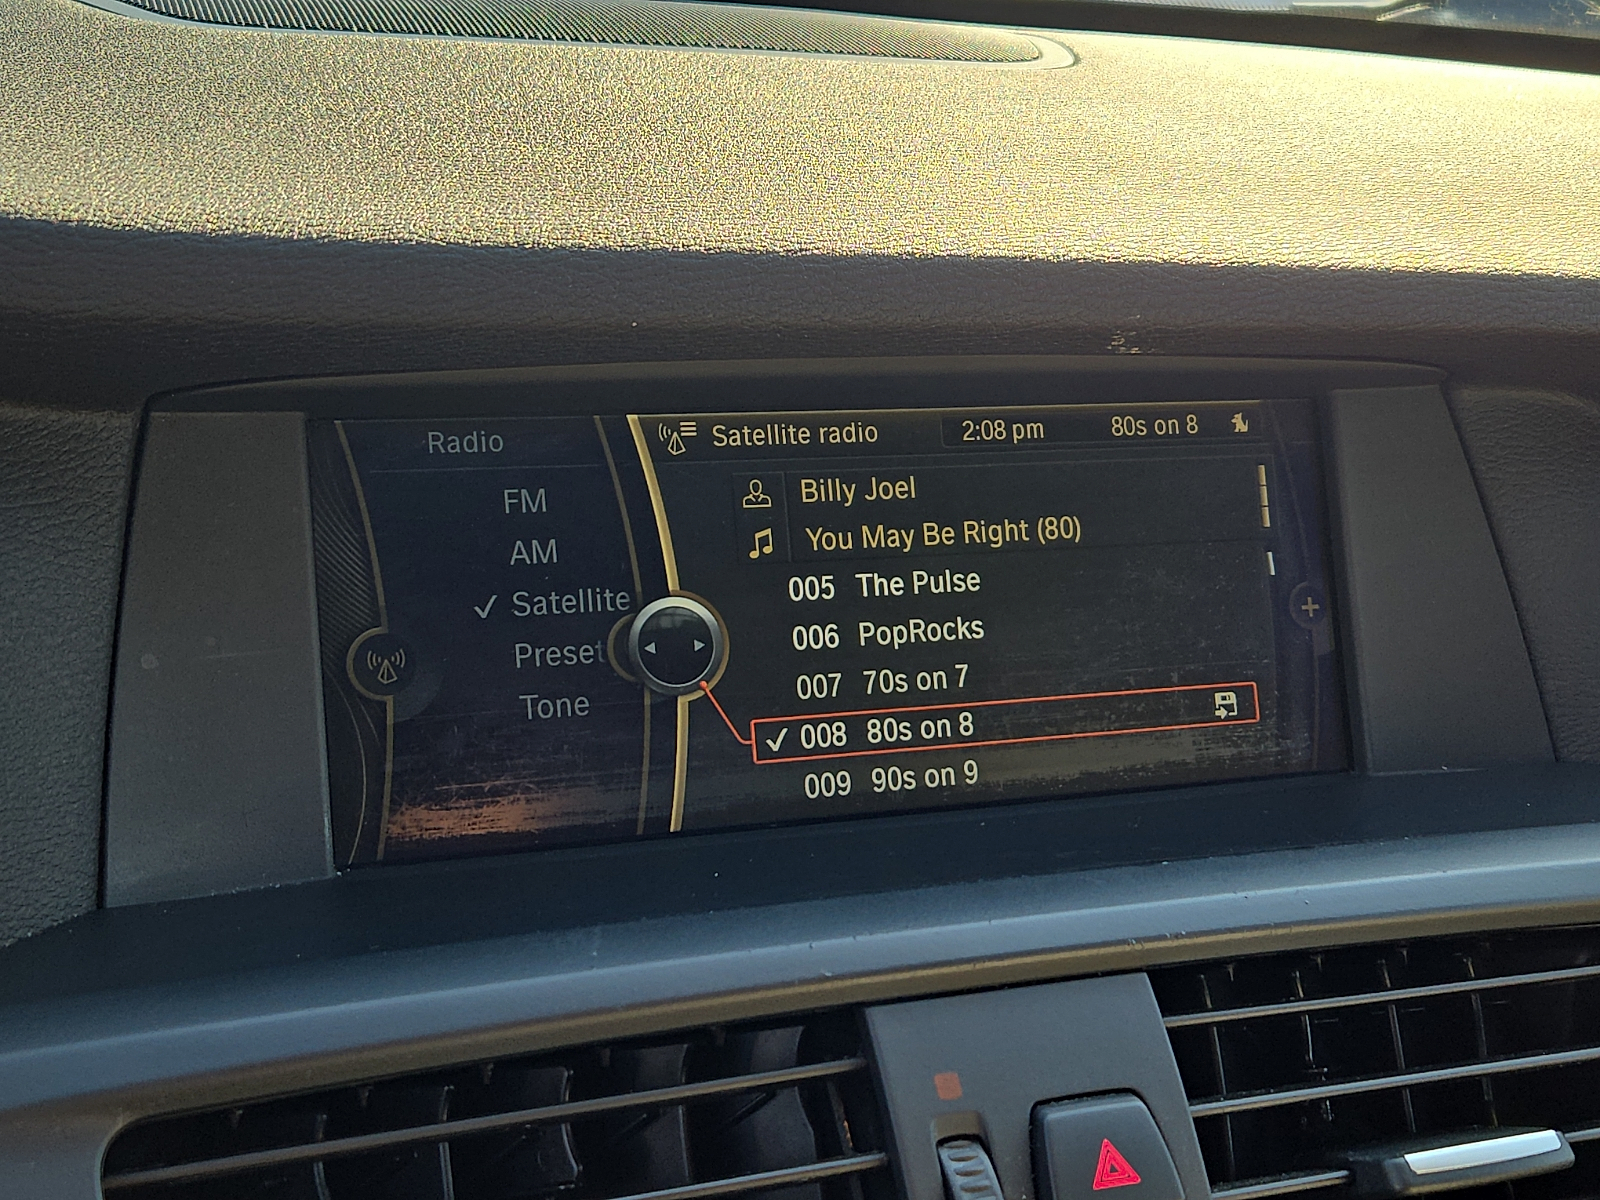 Radio
FM
AM
Satellite
Preset
Tone
Satellite radio 2:08 pm 80s on 8
Billy Joel
You May Be Right (80)
005 The Pulse
006 PopRocks
007 70s on 7
008 80s on 8
009 90s on 9